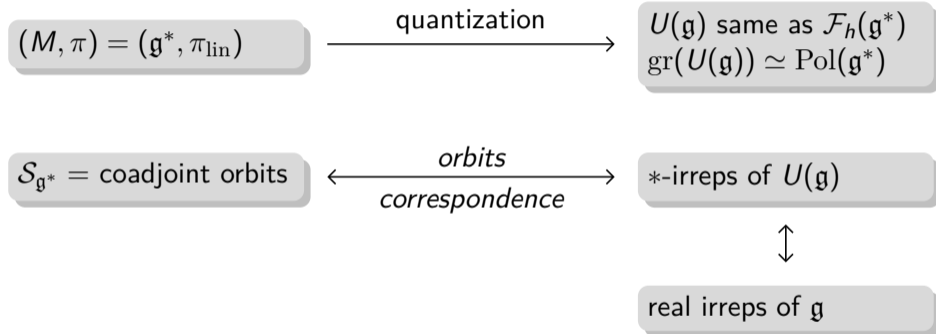 (M, π) = (𝔤*, π_lin)
quantization
U(𝔤) same as ℱ_h(𝔤*)
gr(U(𝔤)) ≃ Pol(𝔤*)
𝒮_𝔤* = coadjoint orbits
orbits
correspondence
*-irreps of U(𝔤)
real irreps of 𝔤